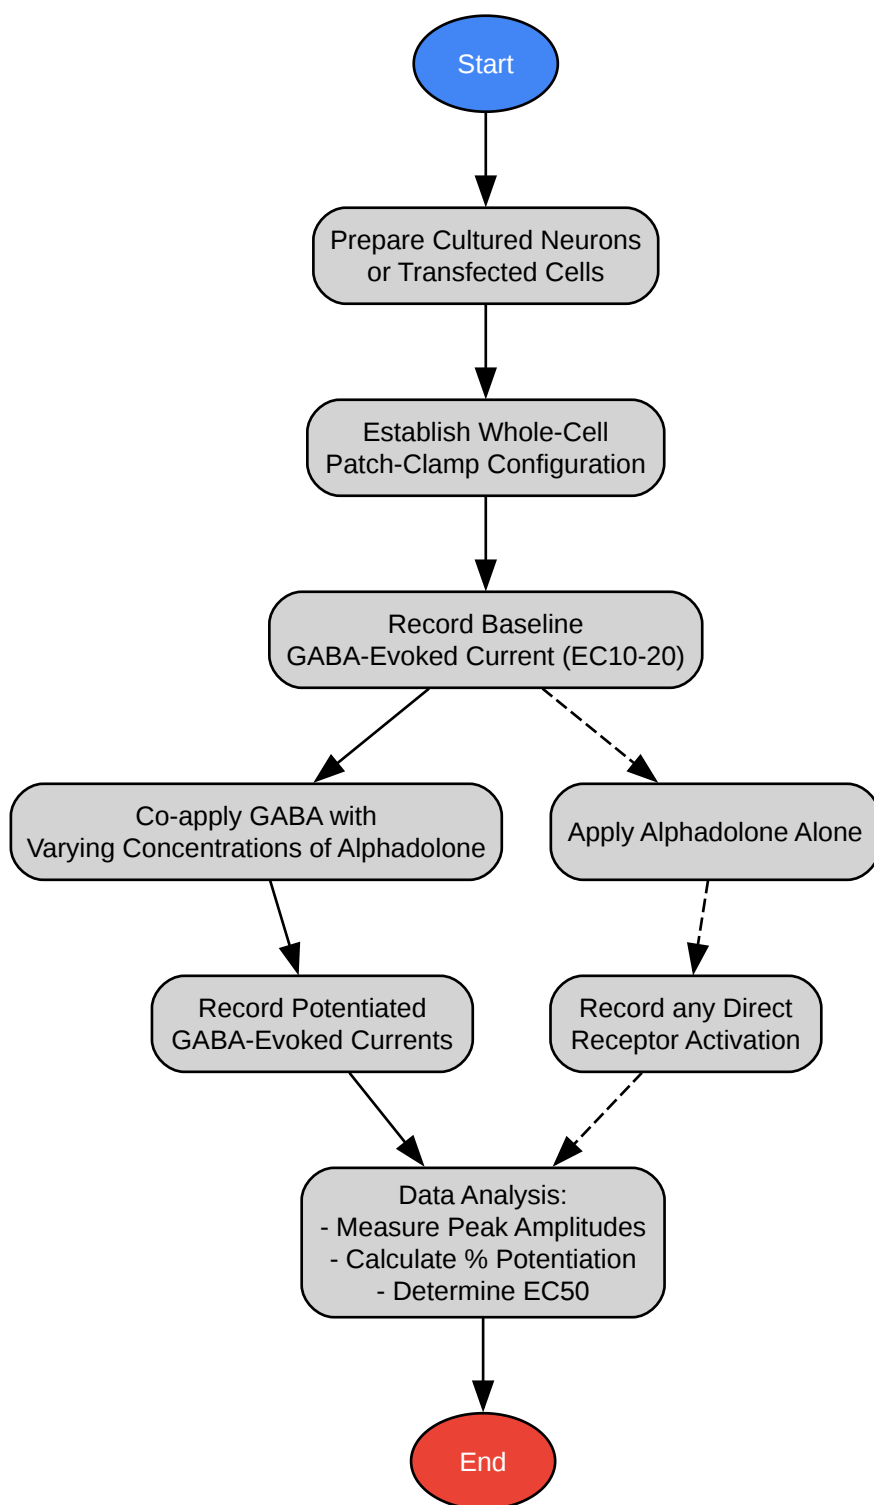 Start
Prepare Cultured Neurons
or Transfected Cells
Establish Whole-Cell
Patch-Clamp Configuration
Record Baseline
GABA-Evoked Current (EC10-20)
Co-apply GABA with
Varying Concentrations of Alphadolone
Apply Alphadolone Alone
Record Potentiated
GABA-Evoked Currents
Record any Direct
Receptor Activation
Data Analysis:
- Measure Peak Amplitudes
- Calculate % Potentiation
- Determine EC50
End